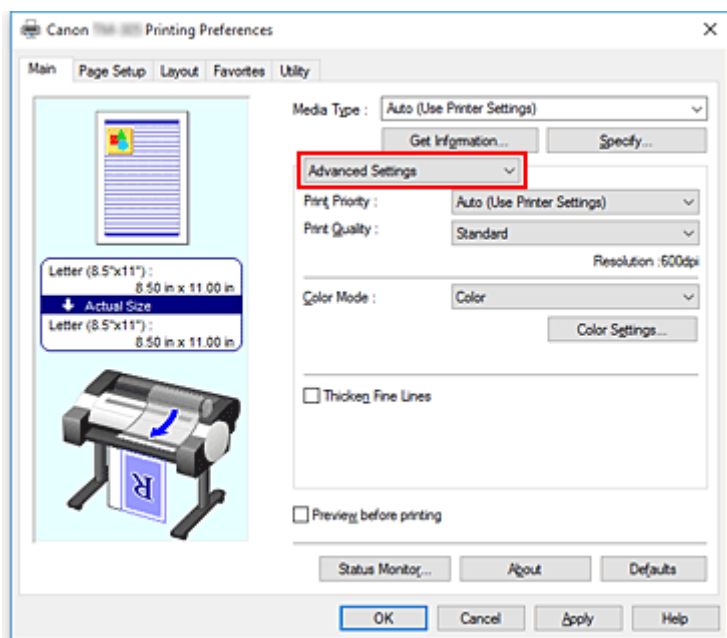 Canon Printing Preferences
Main Page Setup Layout Favorites Utility
Media Type : Auto (Use Printer Settings)
Get Information... Specify...
Advanced Settings
Print Priority : Auto (Use Printer Settings)
Print Quality : Standard
Resolution :600dpi
Letter (8.5"x11") :
8.50 in x 11.00 in
Actual Size
Letter (8.5"x11") :
8.50 in x 11.00 in
Color Mode : Color
Color Settings...
Thicken Fine Lines
R
Preview before printing
Status Monitor... About Defaults
OK Cancel Apply Help